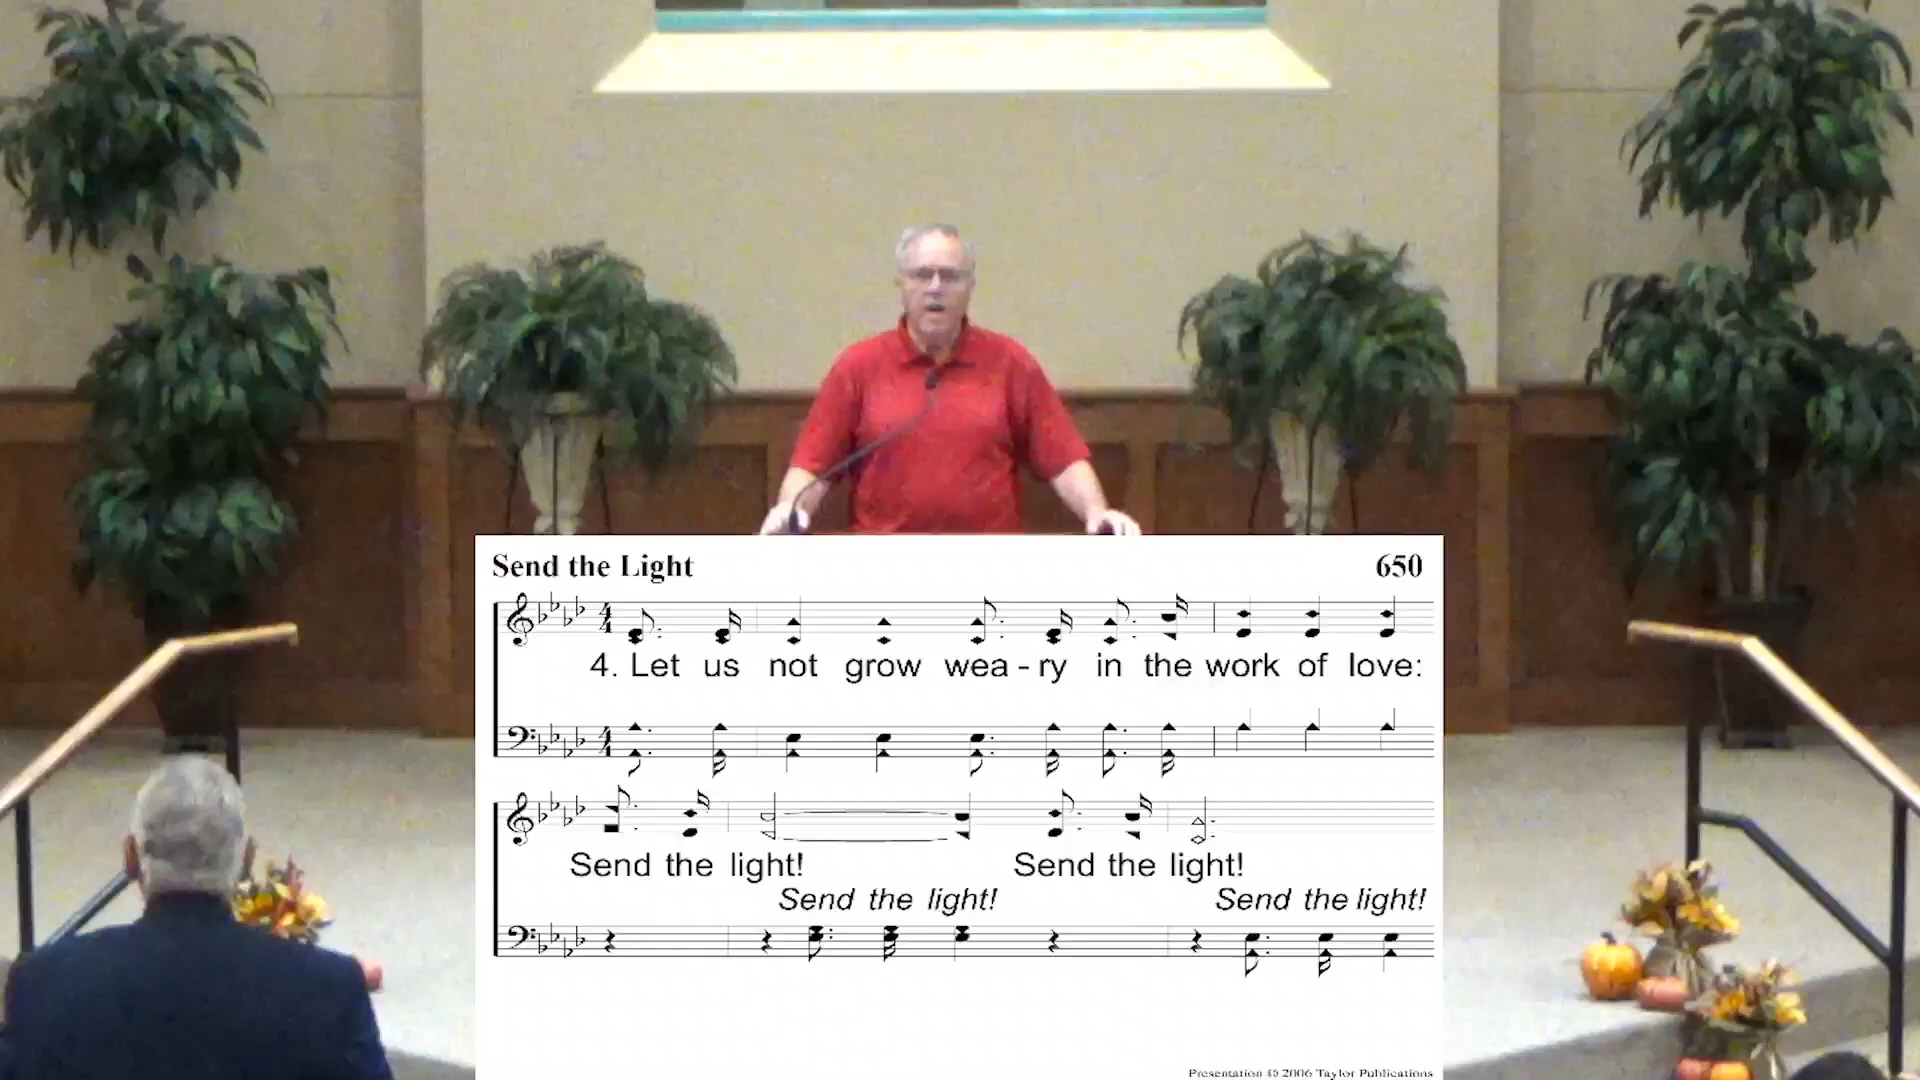 Send the Light 650
4. Let us not grow wea - ry in the work of love:
Send the light! Send the light!
Send the light! Send the light!
Presentation © 2006 Taylor Publications